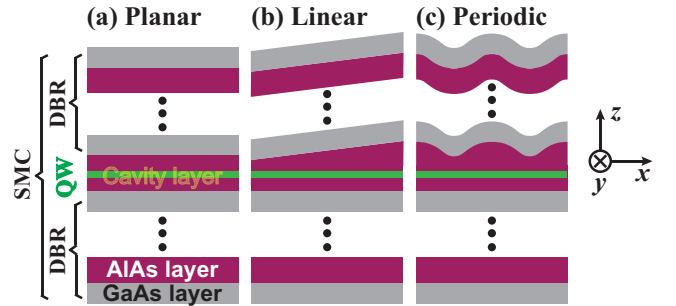 (a) Planar (b) Linear (c) Periodic
SMC
DBR
QW
DBR
Cavity layer
AlAs layer
GaAs layer
z
y
x